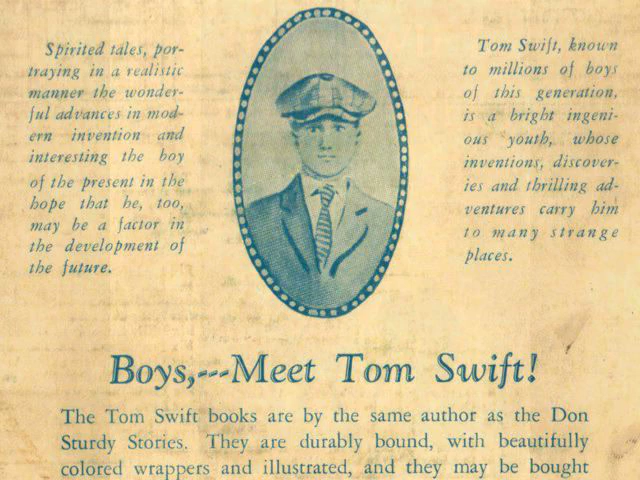 Spirited tales, por-
traying in a realistic
manner the wonder-
ful advances in mod-
ern invention and
interesting the boy
of the present in the
hope that he, too,
may be a factor in
the development of
the future.
Tom Swift, known
to millions of boys
of this generation,
is a bright ingeni-
ous youth, whose
inventions, discover-
ies and thrilling ad-
ventures carry him
to many strange
places.
Boys,---Meet Tom Swift!
The Tom Swift books are by the same author as the Don
Sturdy Stories. They are durably bound, with beautifully
colored wrappers and illustrated, and they may be bought